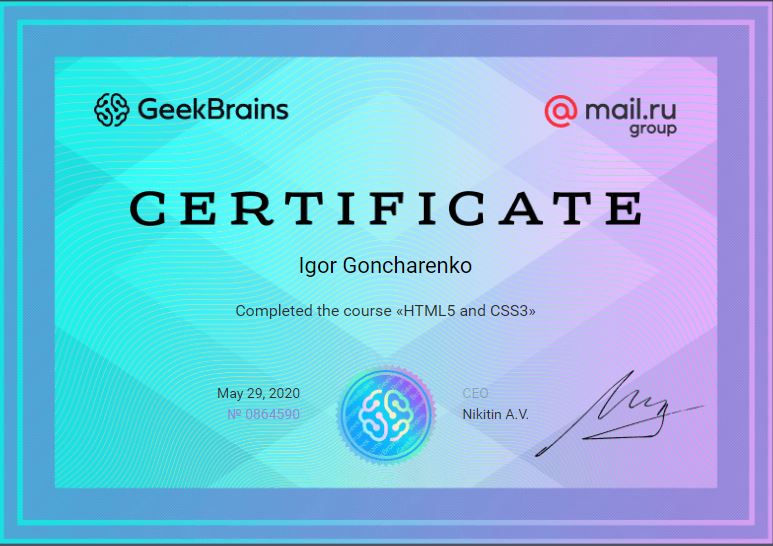 GeekBrains
@mail.ru
group
CERTIFICATE
Igor Goncharenko
Completed the course «HTML5 and CSS3»
May 29, 2020
№ 0864590
CEO
Nikitin A.V.